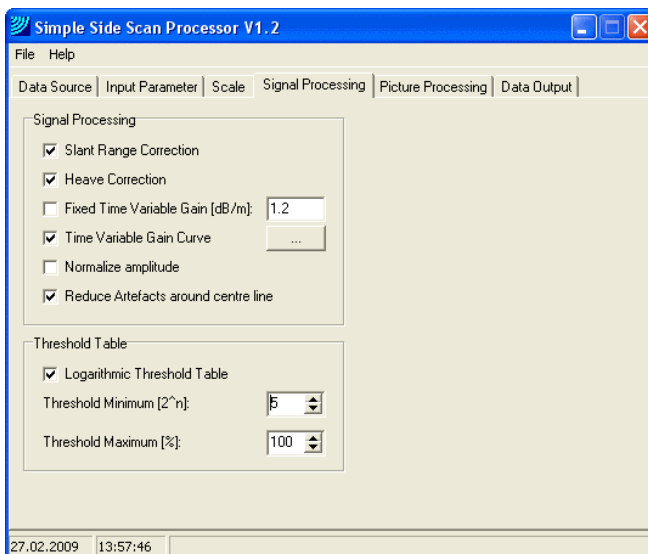 Simple Side Scan Processor V1.2
File Help
Data Source Input Parameter Scale Signal Processing Picture Processing Data Output
Signal Processing
Slant Range Correction
Heave Correction
Fixed Time Variable Gain [dB/m]: 1.2
Time Variable Gain Curve ...
Normalize amplitude
Reduce Artefacts around centre line
Threshold Table
Logarithmic Threshold Table
Threshold Minimum [2^n]: 5
Threshold Maximum [%]: 100
27.02.2009 13:57:46